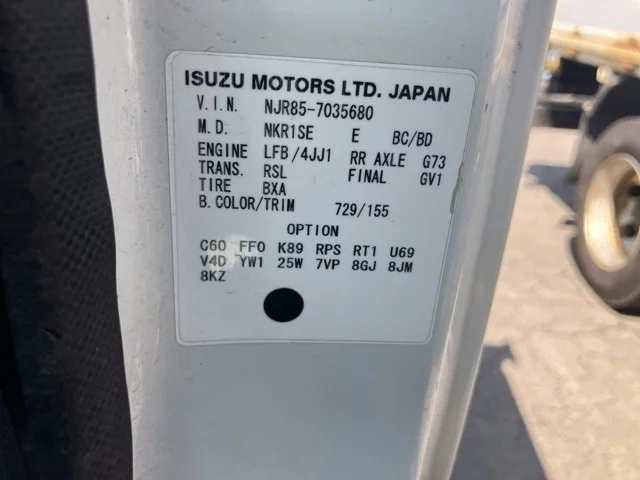 ISUZU MOTORS LTD. JAPAN
V.I.N. NJR85-7035680
M.D. NKR1SE E BC/BD
ENGINE LFB/4JJ1 RR AXLE G73
TRANS. RSL FINAL GV1
TIRE BXA
B.COLOR/TRIM 729/155
OPTION
C60 FF0 K89 RPS RT1 U69
V4D YW1 25W 7VP 8GJ 8JM
8KZ